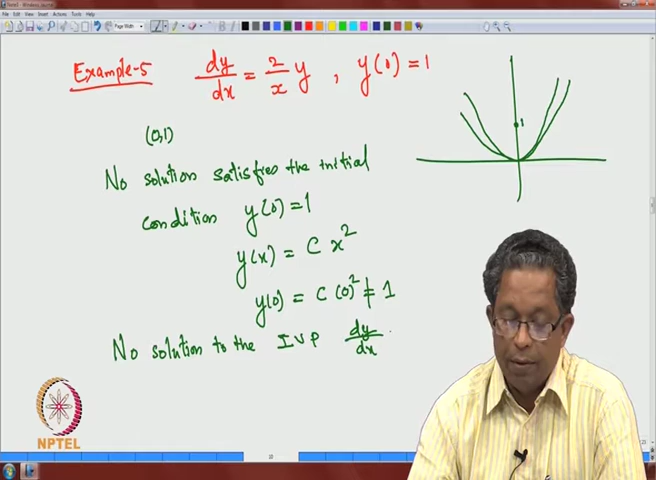 Example-5 dy/dx = 2/x y , y(0) = 1
(0,1)
1
No solution satisfies the initial
condition y(0) = 1
y(x) = C x²
y(0) = C (0)² ≠ 1
No solution to the IVP dy/dx
NPTEL